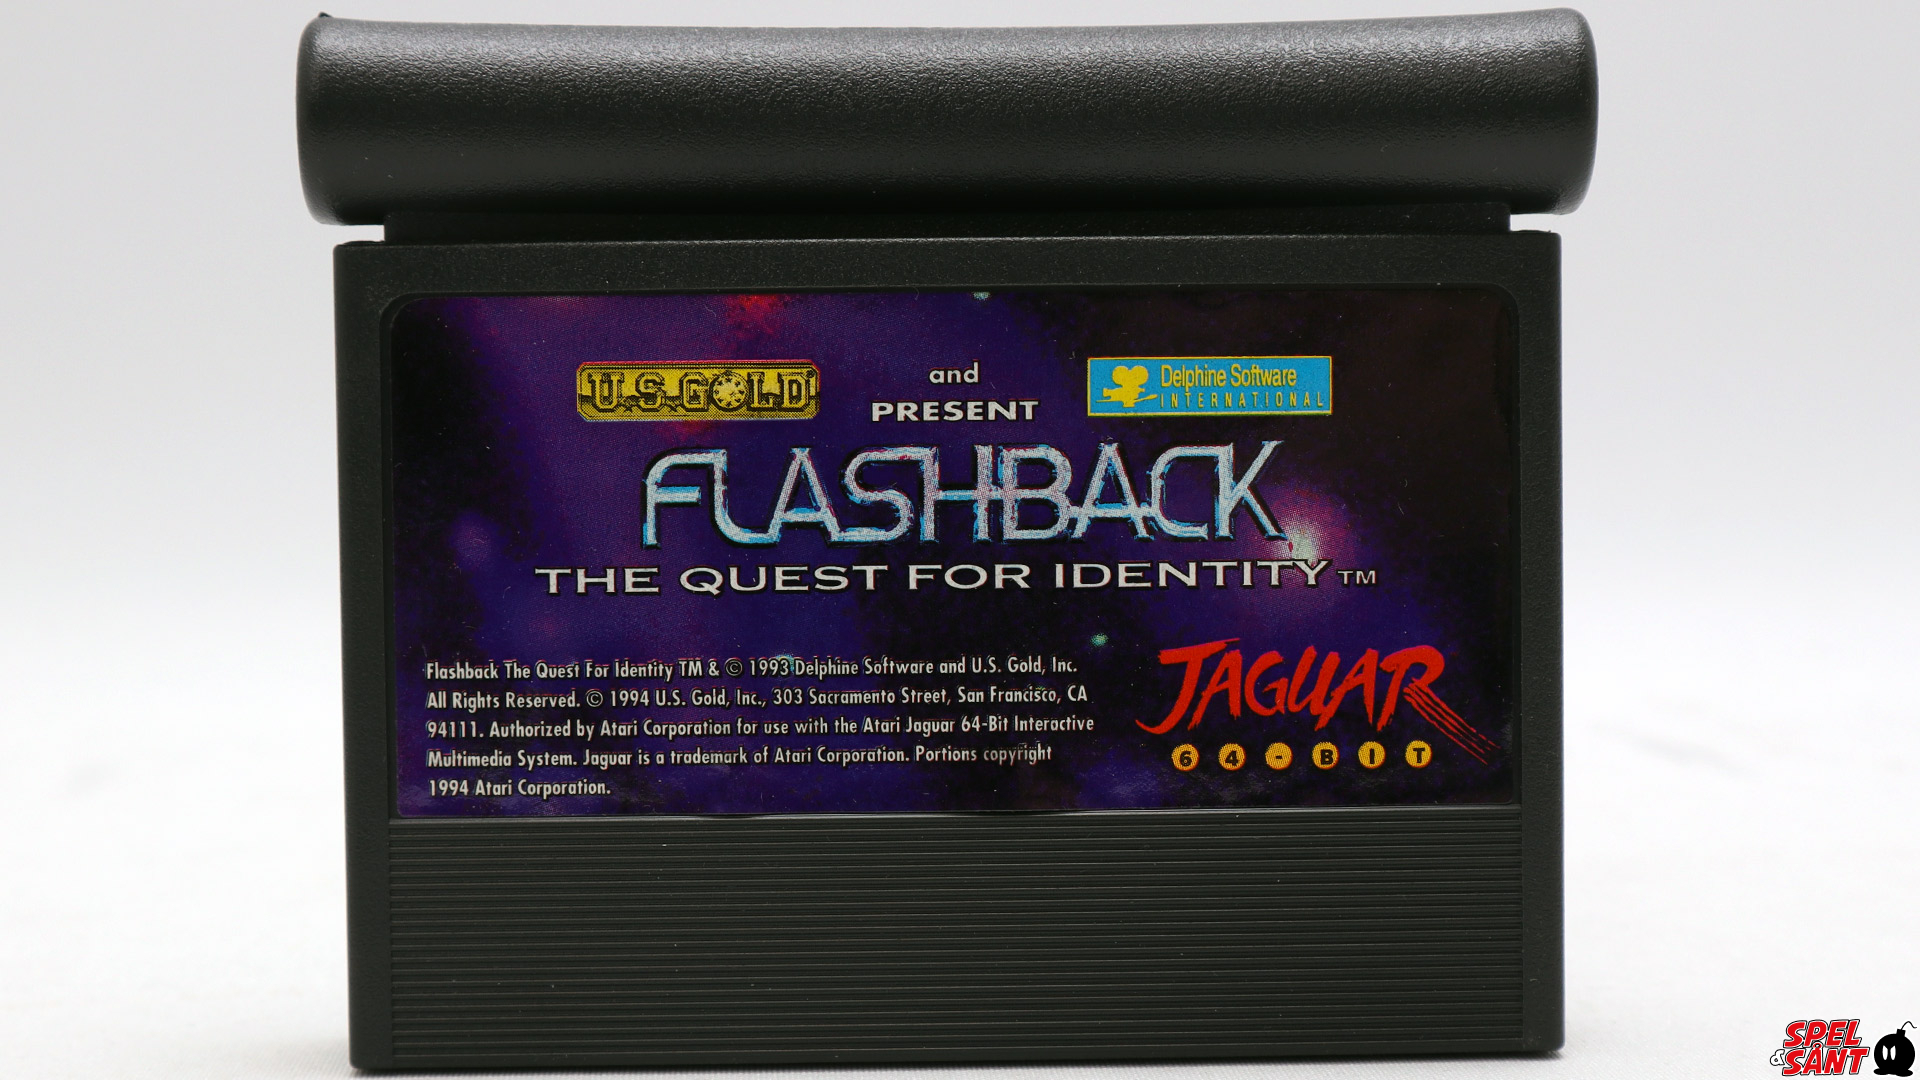 U.S. GOLD
and
PRESENT
Delphine Software
INTERNATIONAL
FLASHBACK
THE QUEST FOR IDENTITY TM
Flashback The Quest For Identity TM & © 1993 Delphine Software and U.S. Gold, Inc.
All Rights Reserved. © 1994 U.S. Gold, Inc., 303 Sacramento Street, San Francisco, CA
94111. Authorized by Atari Corporation for use with the Atari Jaguar 64-Bit Interactive
Multimedia System. Jaguar is a trademark of Atari Corporation. Portions copyright
1994 Atari Corporation.
JAGUAR
64-BIT
SPEL
& SÅNT